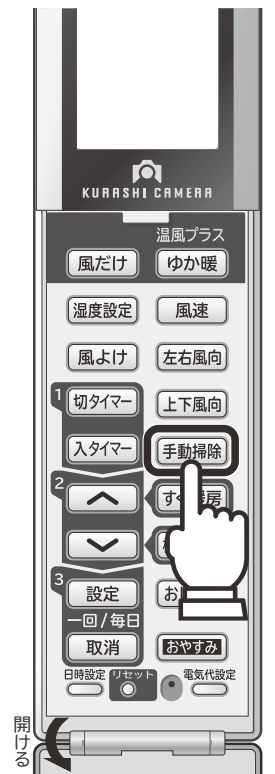 KURASHI CAMERA
温風プラス
風だけ ゆか暖
湿度設定 風速
風よけ 左右風向
1 切タイマー 上下風向
入タイマー 手動掃除
2
3 設定
一回/毎日
取消 おやすみ
日時設定 リセット 電気代設定
開ける